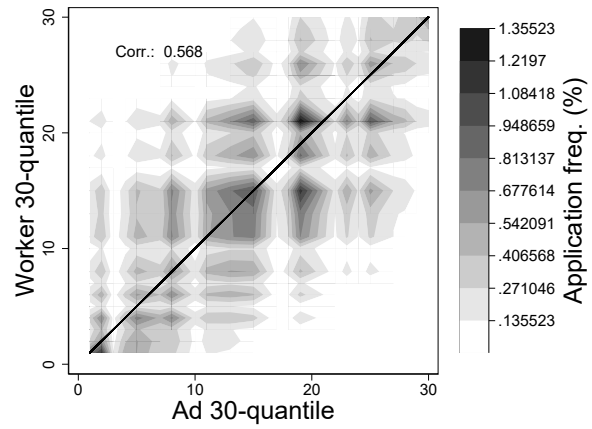 Corr.: 0.568
Worker 30-quantile
30
20
10
0
0 10 20 30
Ad 30-quantile
1.35523
1.2197
1.08418
.948659
.813137
.677614
.542091
.406568
.271046
.135523
Application freq. (%)